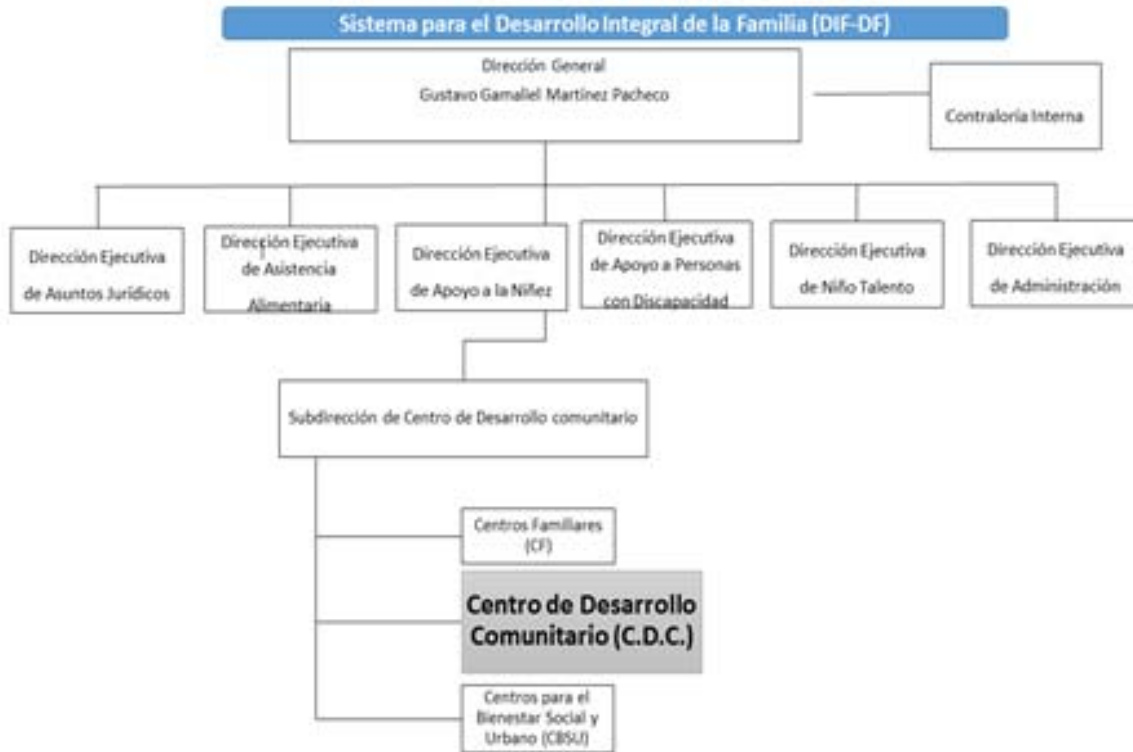 Sistema para el Desarrollo Integral de la Familia (DIF-DF)
Dirección General
Gustavo Gamaliel Martínez Pacheco
Contraloría Interna
Dirección Ejecutiva
de Asuntos Jurídicos
Dirección Ejecutiva
de Asistencia
Alimentaria
Dirección Ejecutiva
de Apoyo a la Niñez
Dirección Ejecutiva
de Apoyo a Personas
con Discapacidad
Dirección Ejecutiva
de Niño Talento
Dirección Ejecutiva
de Administración
Subdirección de Centro de Desarrollo comunitario
Centros Familiares
(CF)
Centro de Desarrollo
Comunitario (C.D.C.)
Centros para el
Bienestar Social y
Urbano (CBSU)